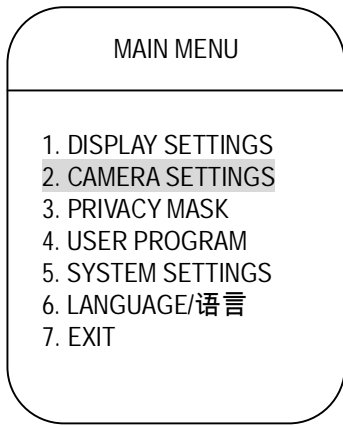 MAIN MENU
1. DISPLAY SETTINGS
2. CAMERA SETTINGS
3. PRIVACY MASK
4. USER PROGRAM
5. SYSTEM SETTINGS
6. LANGUAGE/语言
7. EXIT